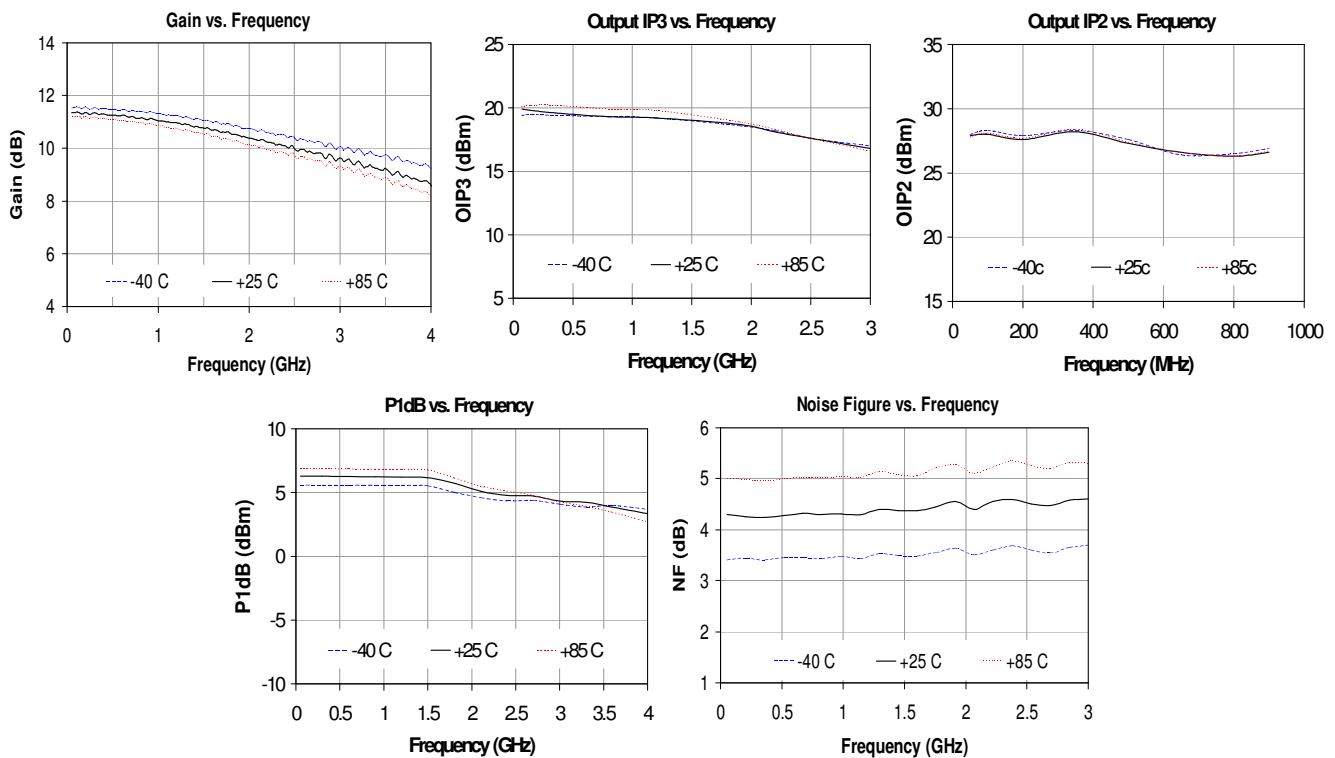 Gain vs. Frequency
14
12
10
8
6
4
Gain (dB)
-40 C
+25 C
+85 C
0
1
2
3
4
Frequency (GHz)
Output IP3 vs. Frequency
25
20
15
10
5
OIP3 (dBm)
-40 C
+25 C
+85 C
0
0.5
1
1.5
2
2.5
3
Frequency (GHz)
Output IP2 vs. Frequency
35
30
25
20
15
OIP2 (dBm)
-40c
+25c
+85c
0
200
400
600
800
1000
Frequency (MHz)
P1dB vs. Frequency
10
5
0
-5
-10
P1dB (dBm)
-40 C
+25 C
+85 C
0
0.5
1
1.5
2
2.5
3
3.5
4
Frequency (GHz)
Noise Figure vs. Frequency
6
5
4
3
2
1
NF (dB)
-40 C
+25 C
+85 C
0
0.5
1
1.5
2
2.5
3
Frequency (GHz)